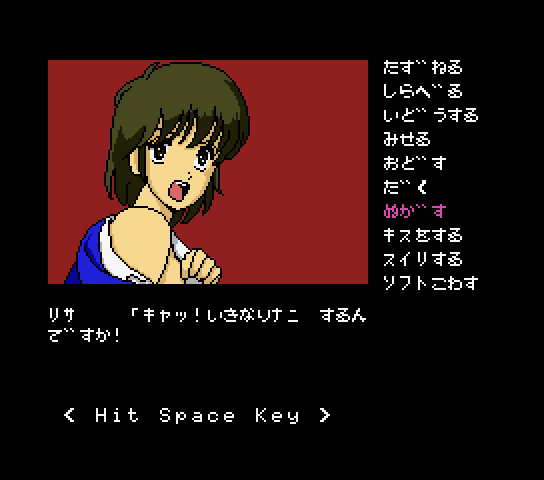 たず゛ねる
しらべ゛る
いど゛うする
みせる
おど゛す
だ゛く
ぬか゛す
キスをする
スイリする
ソフトこわす
リサ 「キャッ!いきなりナニ するん
で゛すか!
< Hit Space Key >